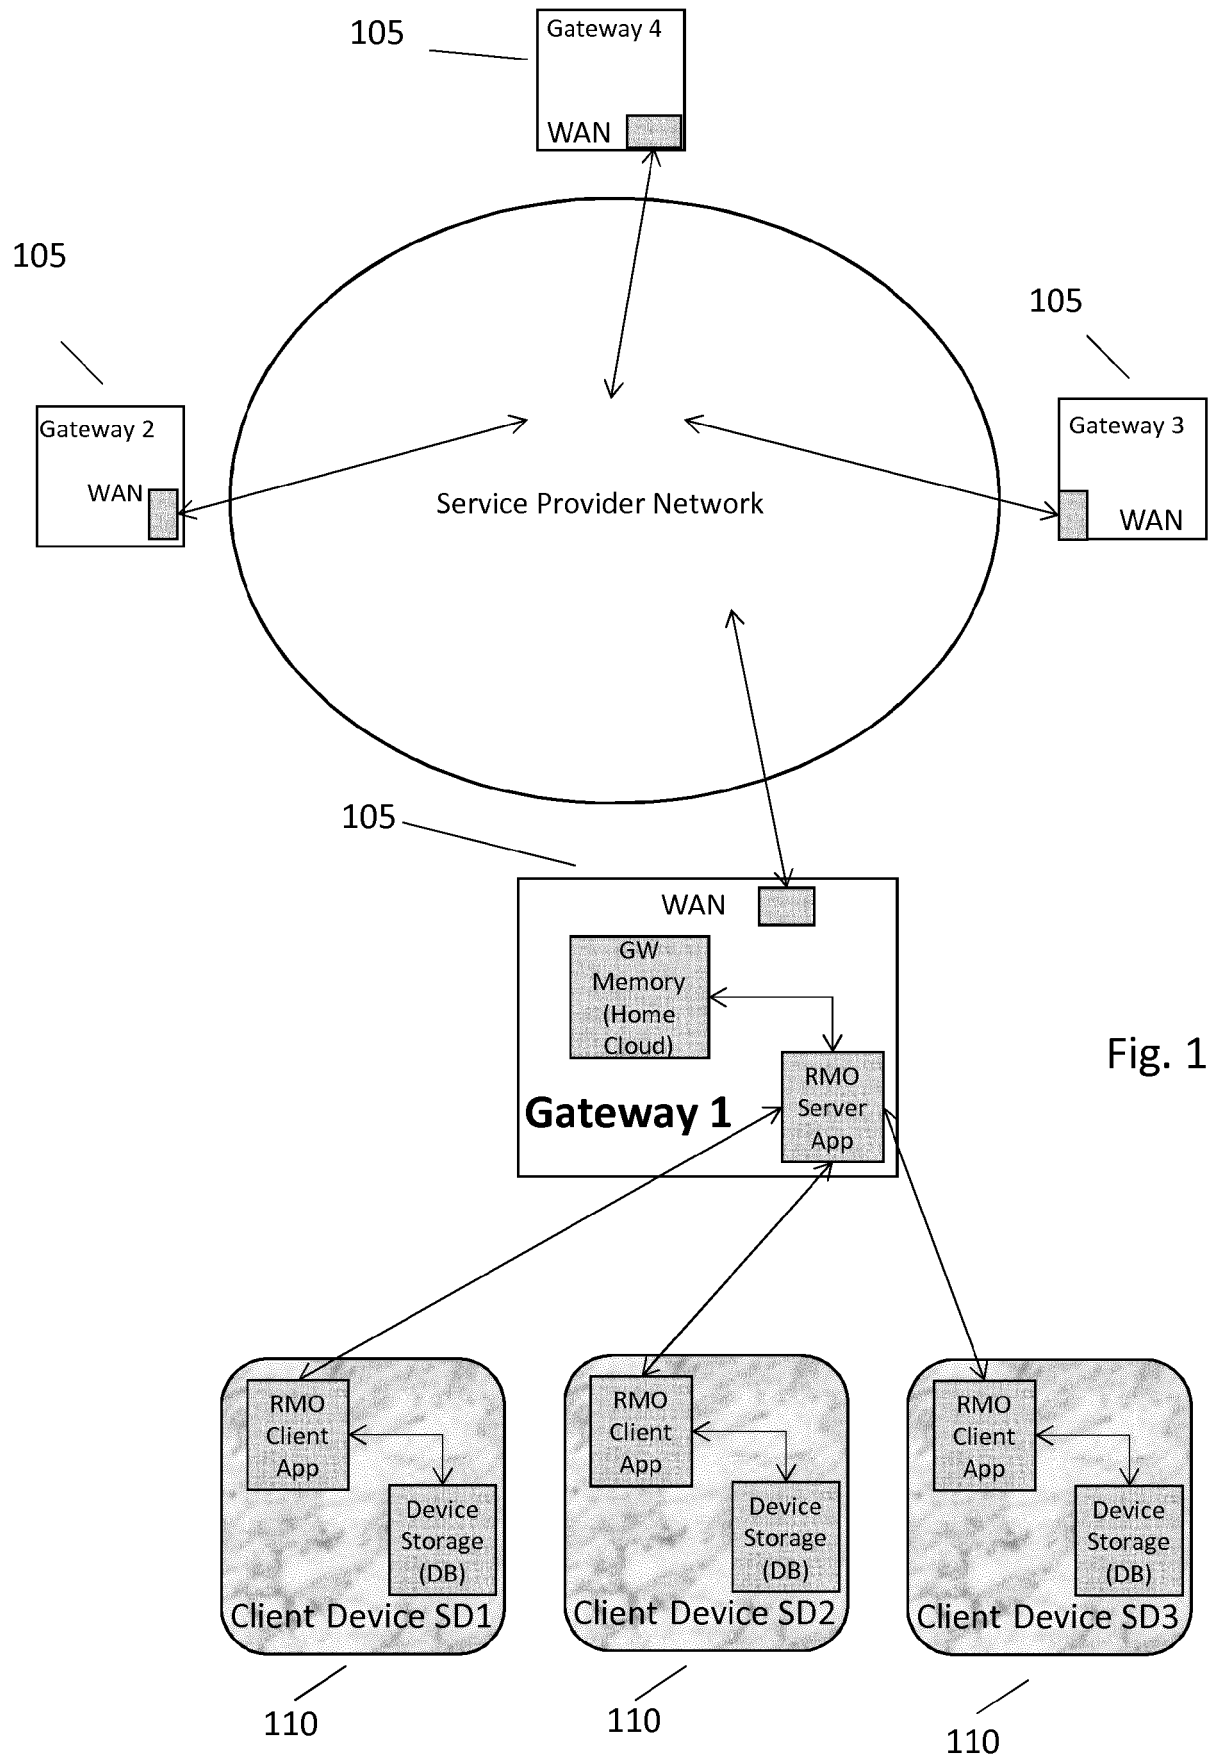 105
Gateway 4
WAN
105
105
Gateway 2
WAN
Gateway 3
WAN
Service Provider Network
105
WAN
GW
Memory
(Home
Cloud)
Fig. 1
RMO
Server
App
Gateway 1
RMO
Client
App
Device
Storage
(DB)
Client Device SD1
RMO
Client
App
Device
Storage
(DB)
Client Device SD2
RMO
Client
App
Device
Storage
(DB)
Client Device SD3
110
110
110